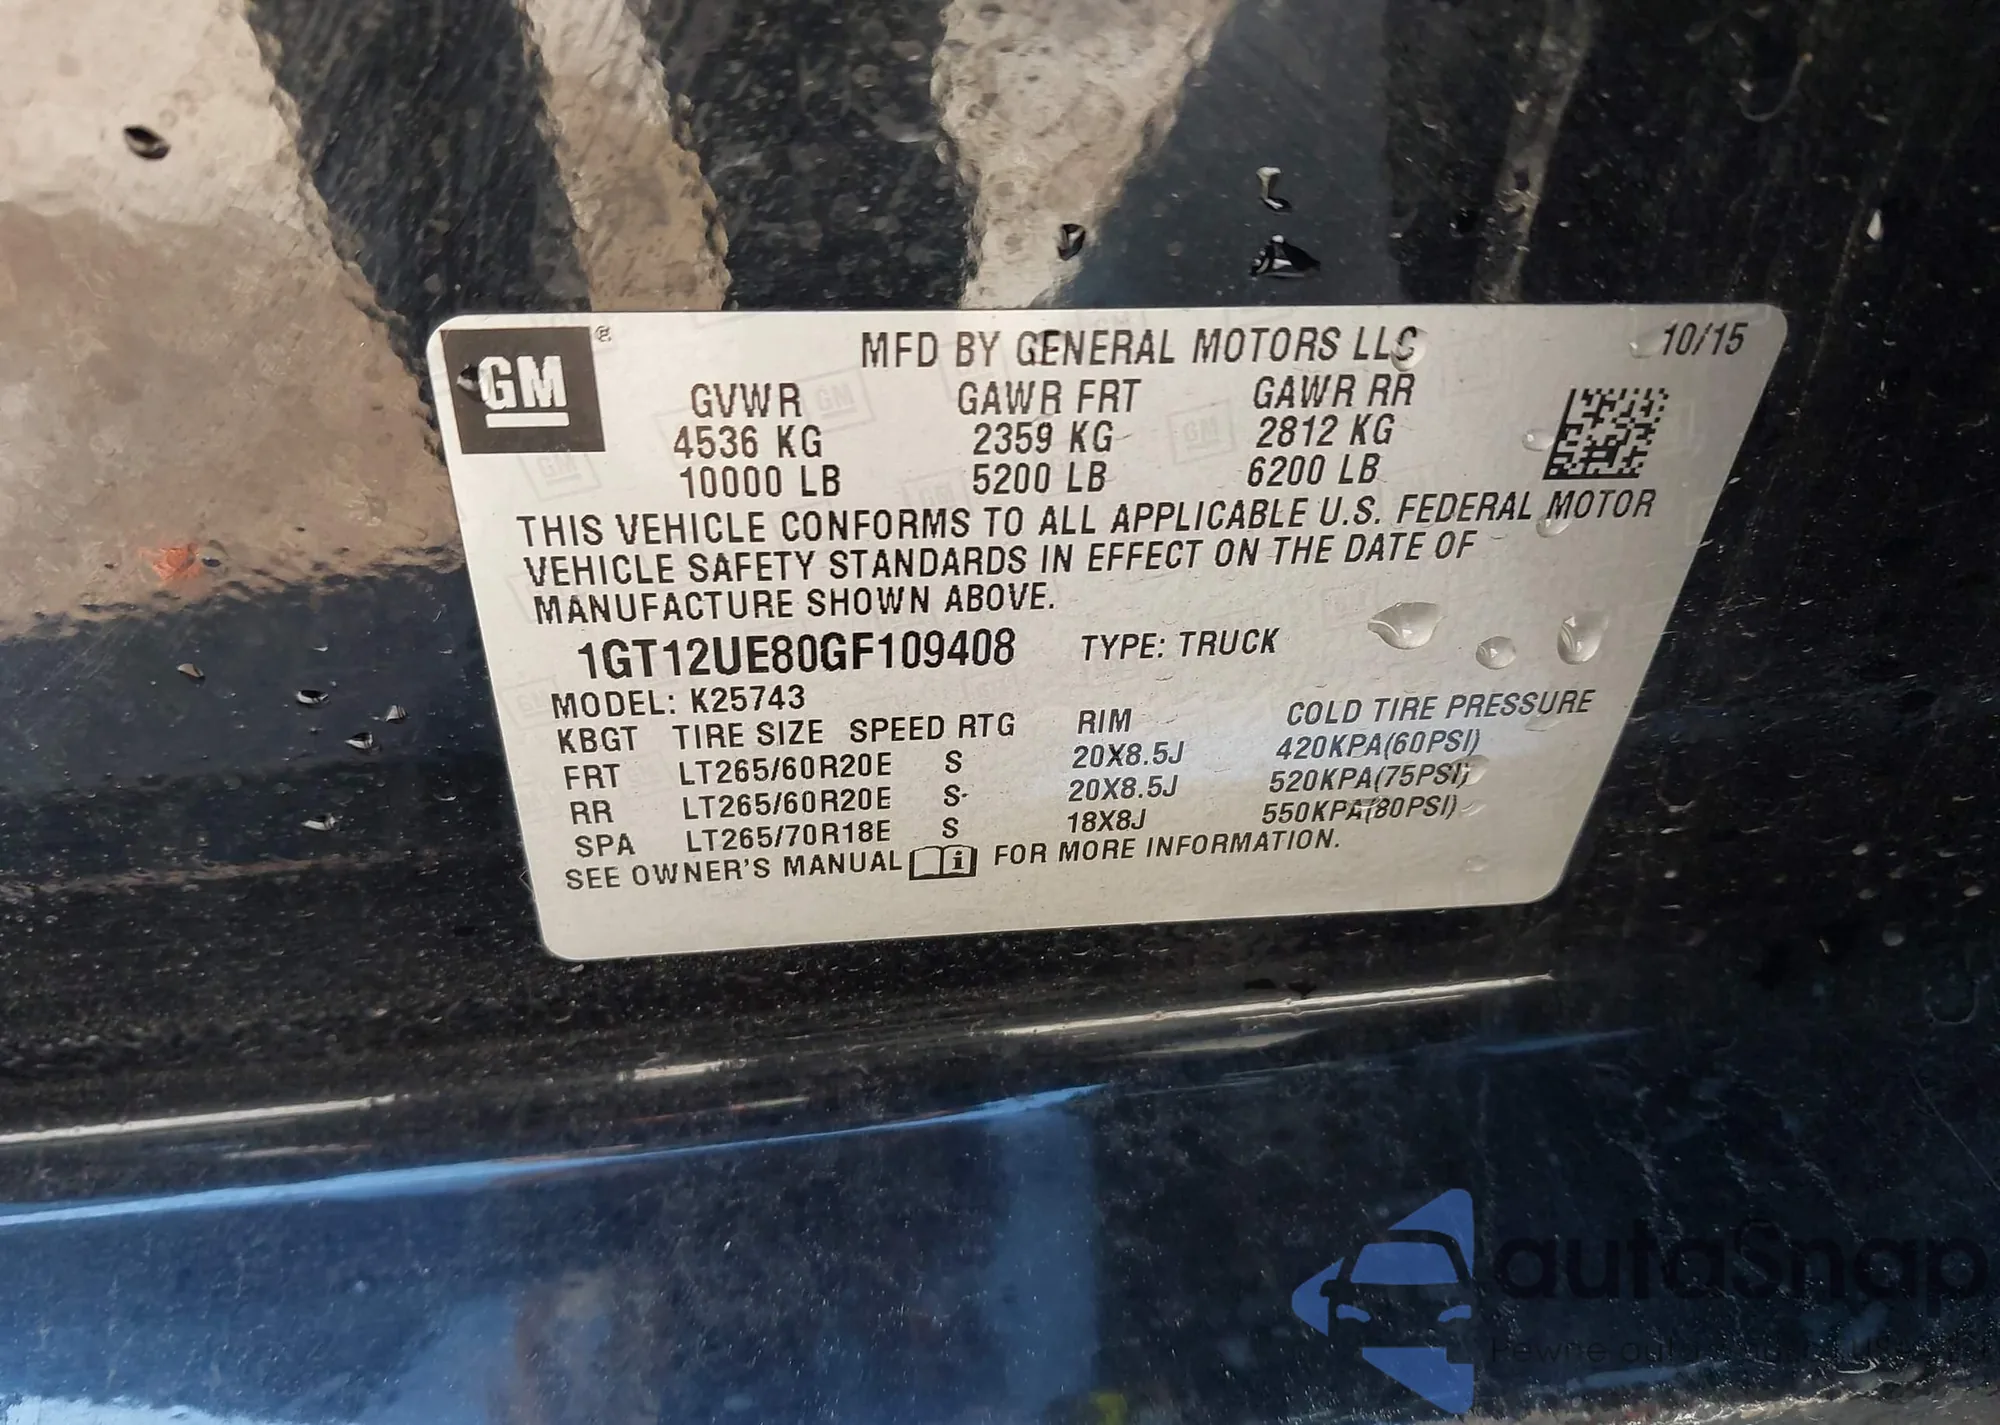 GM ®
MFD BY GENERAL MOTORS LLC 10/15
GVWR GAWR FRT GAWR RR
4536 KG 2359 KG 2812 KG
10000 LB 5200 LB 6200 LB
THIS VEHICLE CONFORMS TO ALL APPLICABLE U.S. FEDERAL MOTOR
VEHICLE SAFETY STANDARDS IN EFFECT ON THE DATE OF
MANUFACTURE SHOWN ABOVE.
1GT12UE80GF109408 TYPE: TRUCK
MODEL: K25743
KBGT TIRE SIZE SPEED RTG RIM COLD TIRE PRESSURE
FRT LT265/60R20E S 20X8.5J 420KPA(60PSI)
RR LT265/60R20E S 20X8.5J 520KPA(75PSI)
SPA LT265/70R18E S 18X8J 550KPA(80PSI)
SEE OWNER'S MANUAL i FOR MORE INFORMATION.
autaSnap
Pewne auta